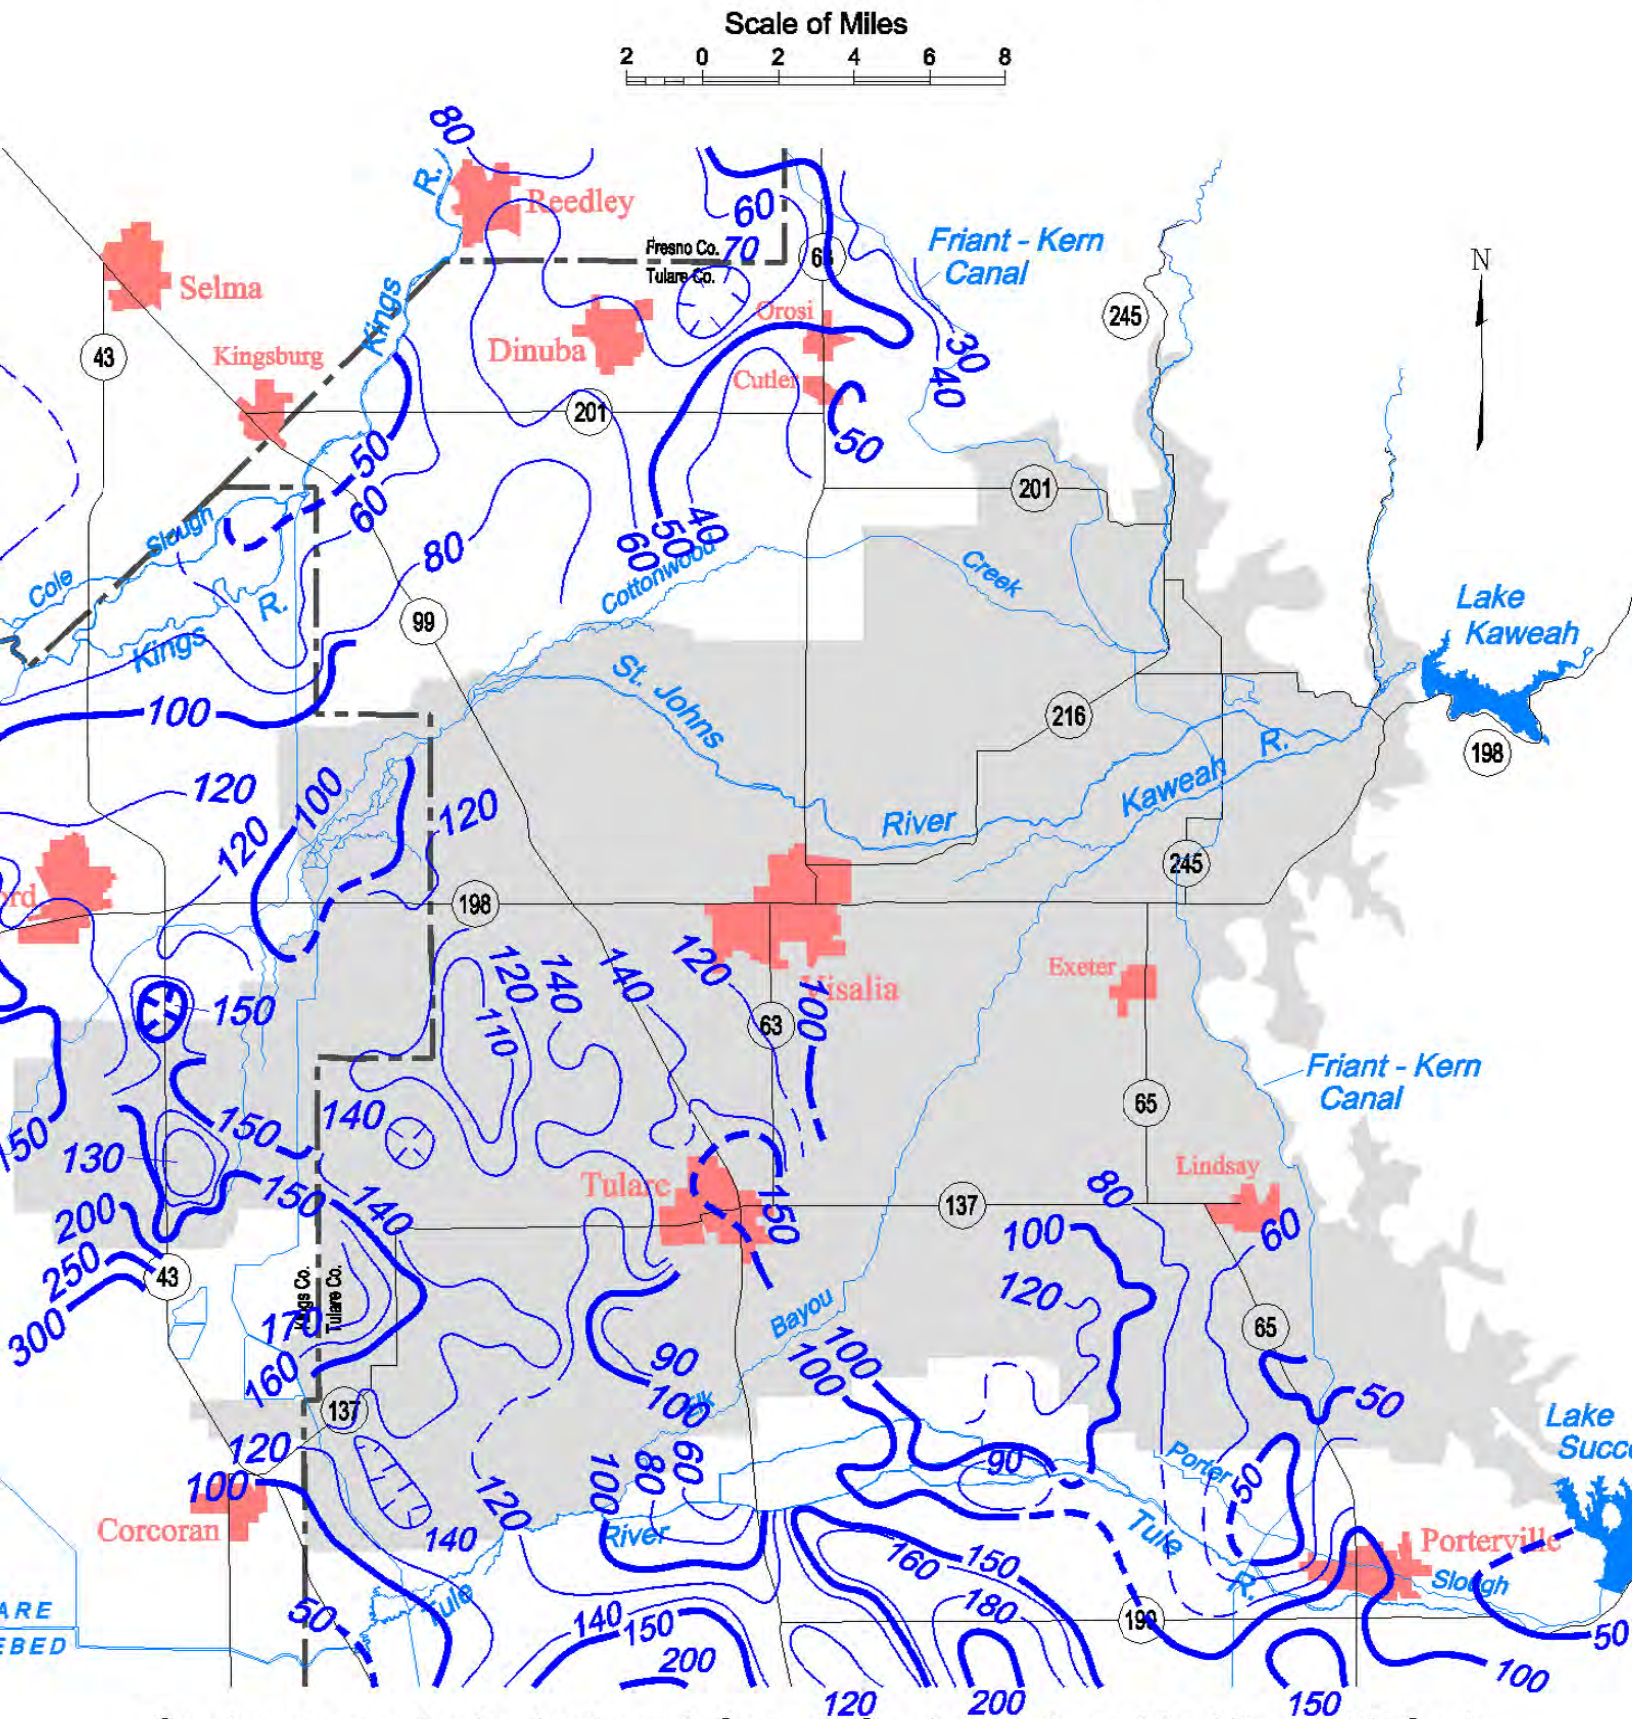 Scale of Miles
2 0 2 4 6 8
80
R.
Reedley
60
Fresno Co.
70
Tulare Co.
63
Friant - Kern
Canal
N
Selma
Kings
Orosi
245
43
Kingsburg
Dinuba
30
Cutler
40
201
50
50
201
60
Slough
80
60
50
40
Cottonwood
Creek
Cole
R.
Lake
Kaweah
99
Kings
St. Johns
100
216
R.
198
120
100
Kaweah
120
120
River
245
198
120
140
140
120
Exeter
Visalia
150
100
110
63
Friant - Kern
Canal
65
150
140
150
130
Lindsay
Tulare
80
150
140
150
137
200
60
100
250
43
Kings Co.
Tulare Co.
120
300
170
Bayou
65
100
160
90
100
50
100
Elk
137
Lake
120
60
80
100
90
Porter
50
100
120
Corcoran
140
River
Tule
Porterville
160
150
Slough
R.
Tule
50
180
190
140
150
50
200
100
120
200
150